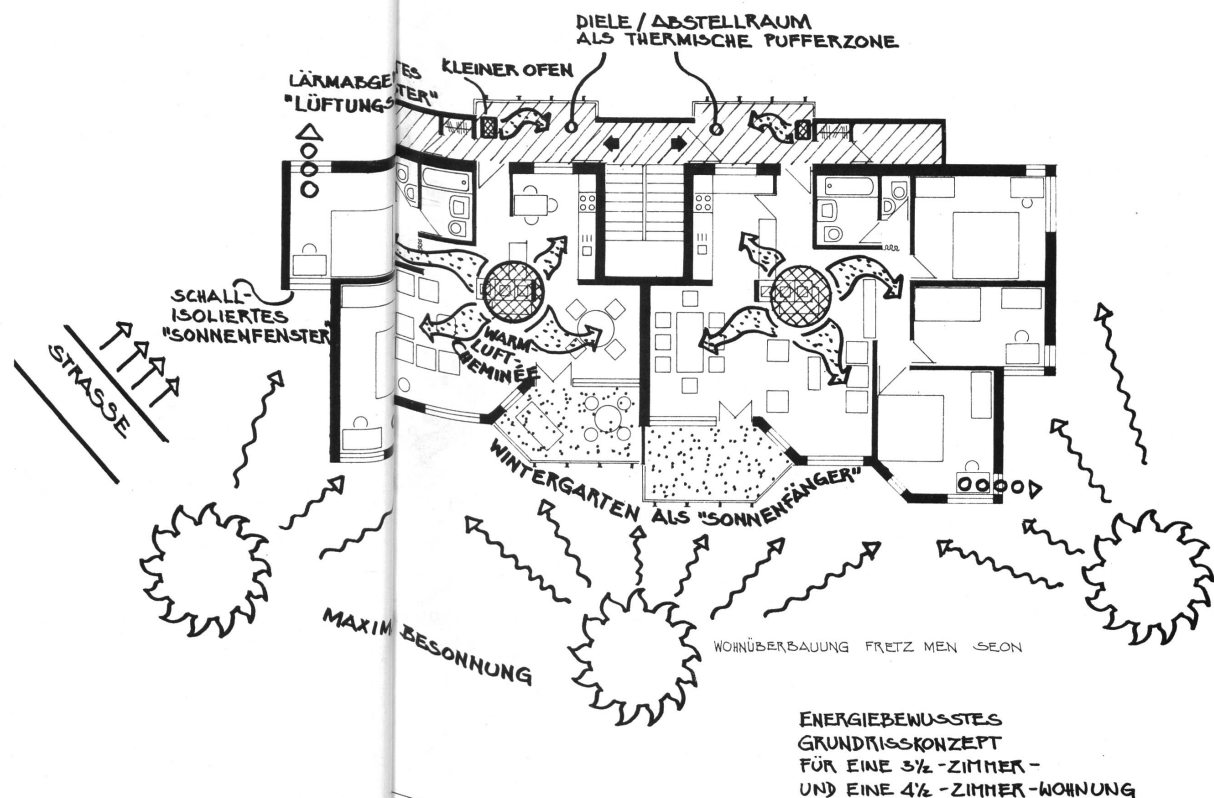 DIELE / ABSTELLRAUM
ALS THERMISCHE PUFFERZONE
KLEINER OFEN
LÄRMABGE TES
"LÜFTUNGS TER"
SCHALL-
ISOLIERTES
"SONNENFENSTER"
STRASSE
WARM
LUFT-
CHEMINÉE
WINTERGARTEN ALS "SONNENFÄNGER"
MAXIM BESONNUNG
WOHNÜBERBAUUNG FRETZ MEN SEON
ENERGIEBEWUSSTES
GRUNDRISSKONZEPT
FÜR EINE 3½-ZIMMER-
UND EINE 4½-ZIMMER-WOHNUNG